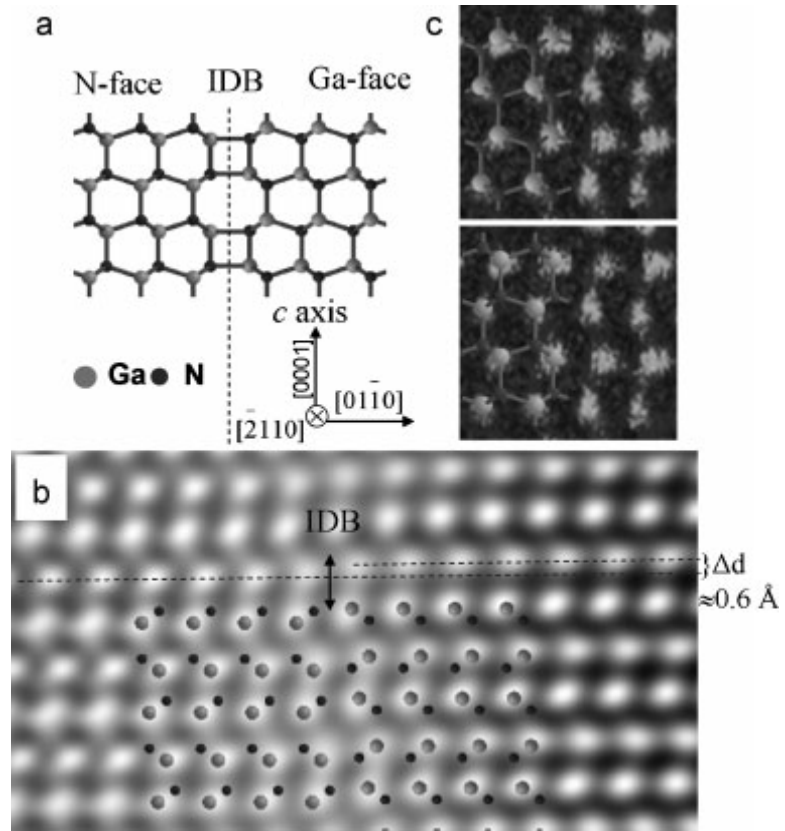 a
c
N-face IDB Ga-face
c axis
Ga N
[0001]
[01̄10]
[2̄110]
b
IDB
}Δd
≈0.6 Å